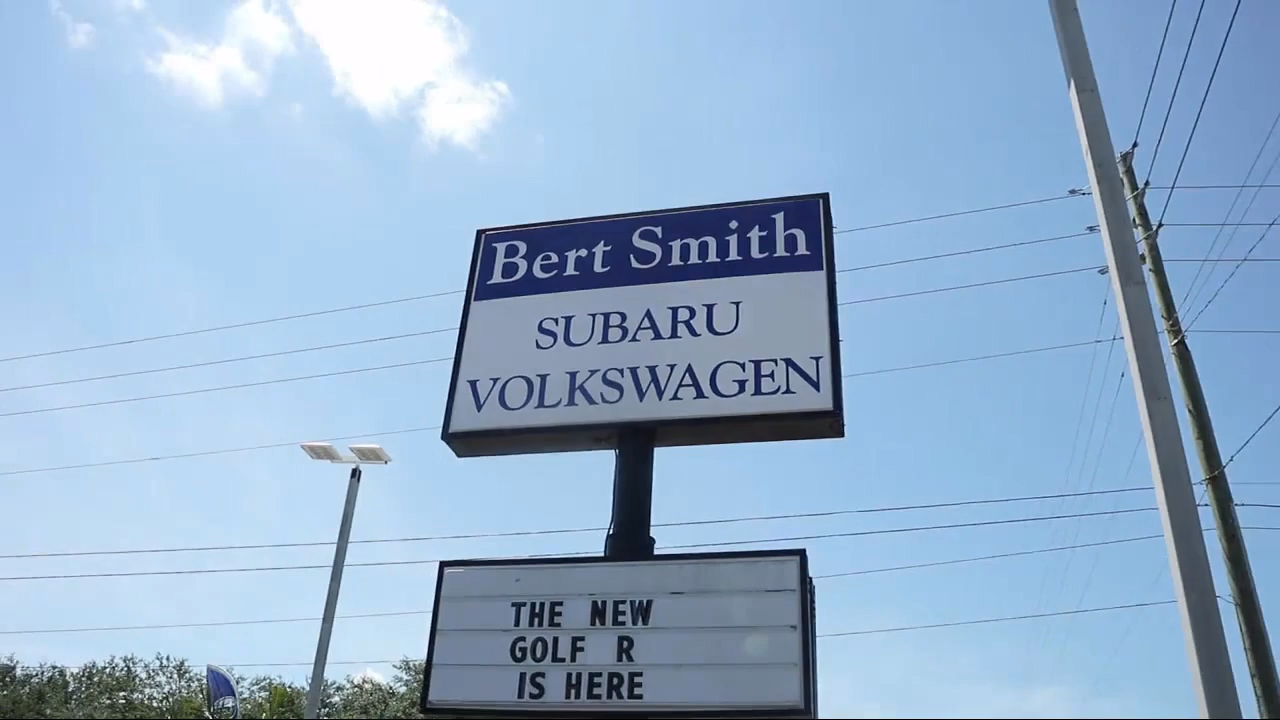 Bert Smith
SUBARU
VOLKSWAGEN
THE NEW
GOLF R
IS HERE